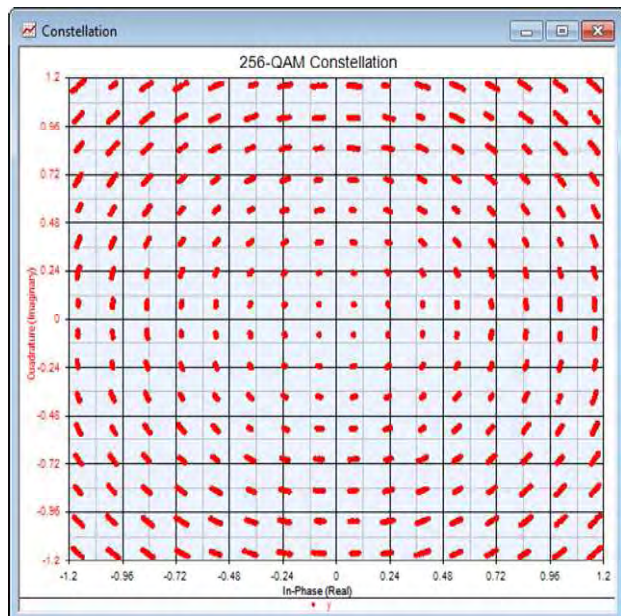 Constellation
256-QAM Constellation
1.2
0.96
0.72
0.48
0.24
0
-0.24
-0.48
-0.72
-0.96
-1.2
Quadrature (Imaginary)
-1.2 -0.96 -0.72 -0.48 -0.24 0 0.24 0.48 0.72 0.96 1.2
In-Phase (Real)
y